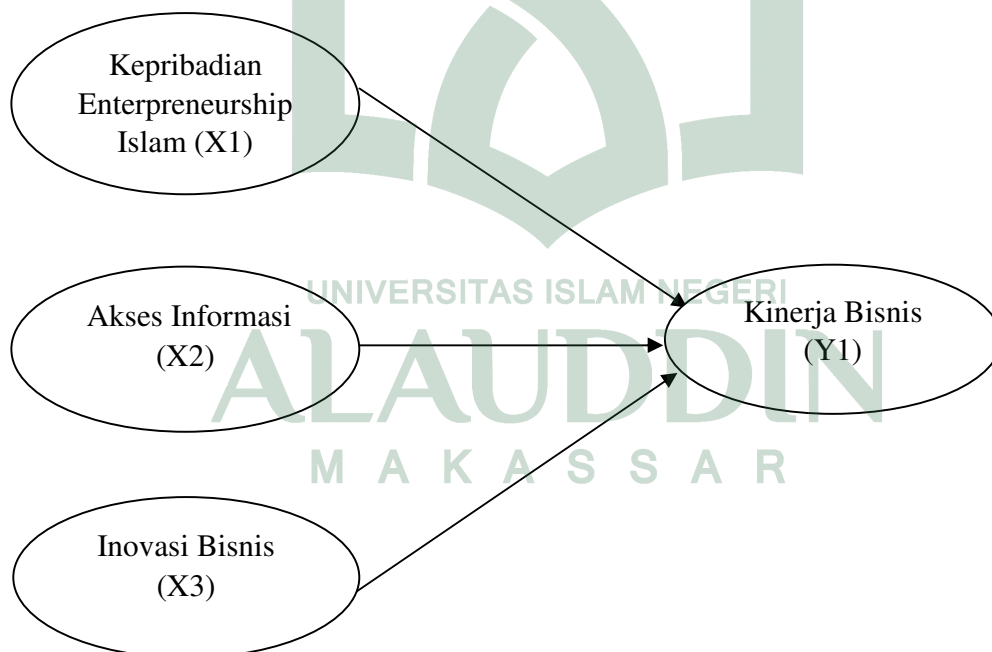 Kepribadian
Enterpreneurship
Islam (X1)
UNIVERSITAS ISLAM NEGERI
Akses Informasi
(X2)
Kinerja Bisnis
(Y1)
ALAUDDIN
MAKASSAR
Inovasi Bisnis
(X3)